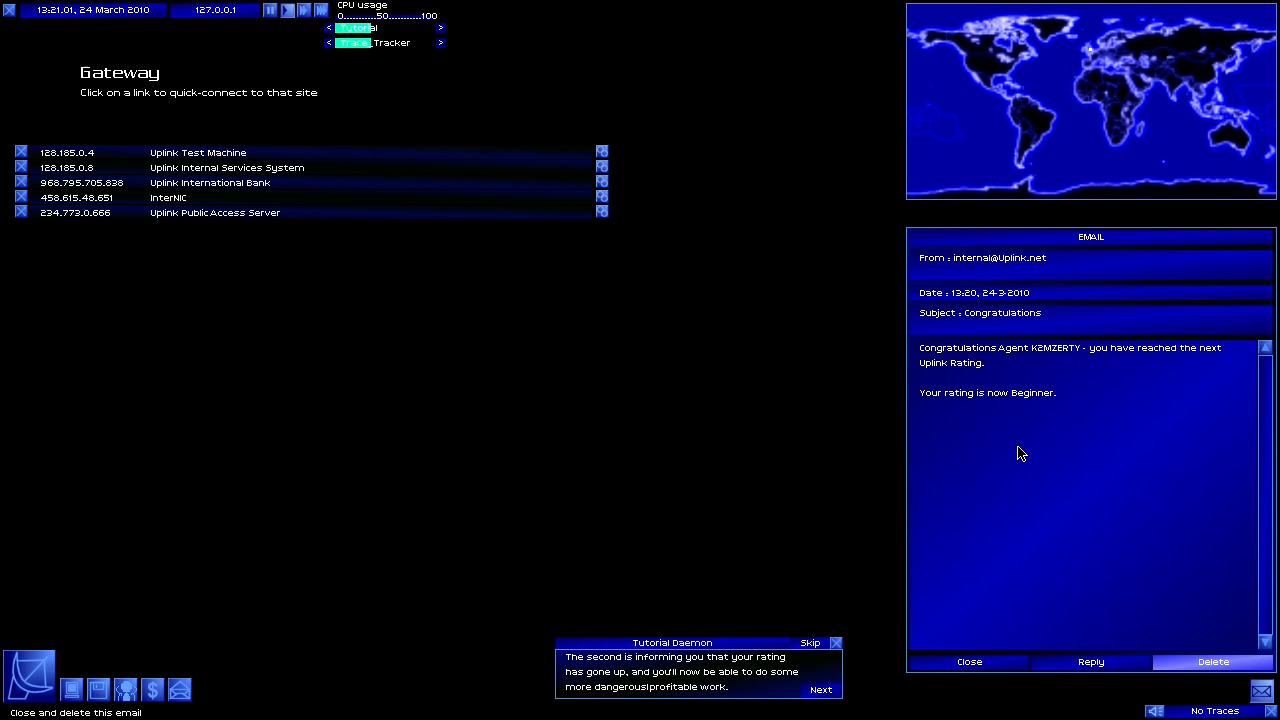 13:21.01, 24 March 2010
127.0.0.1
CPU usage
0...........50...........100
< Tutorial >
< Trace_Tracker >
Gateway
Click on a link to quick-connect to that site
128.185.0.4 Uplink Test Machine
128.185.0.8 Uplink Internal Services System
968.795.705.838 Uplink International Bank
458.615.48.651 InterNIC
234.773.0.666 Uplink Public Access Server
EMAIL
From : internal@Uplink.net
Date : 13:20, 24-3-2010
Subject : Congratulations
Congratulations Agent K2MZERTY - you have reached the next
Uplink Rating.
Your rating is now Beginner.
Close Reply Delete
Tutorial Daemon Skip
The second is informing you that your rating
has gone up, and you'll now be able to do some
more dangerous|profitable work.
Next
Close and delete this email
No Traces